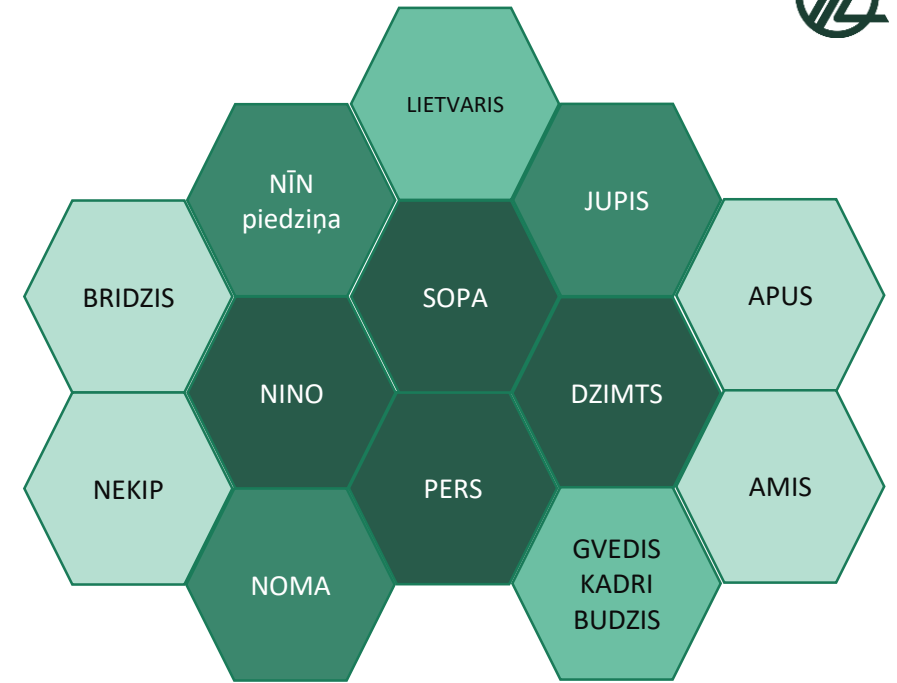 LIETVARIS
NĪN
piedziņa
JUPIS
BRIDZIS
SOPA
APUS
NINO
DZIMTS
NEKIP
PERS
AMIS
NOMA
GVEDIS
KADRI
BUDZIS